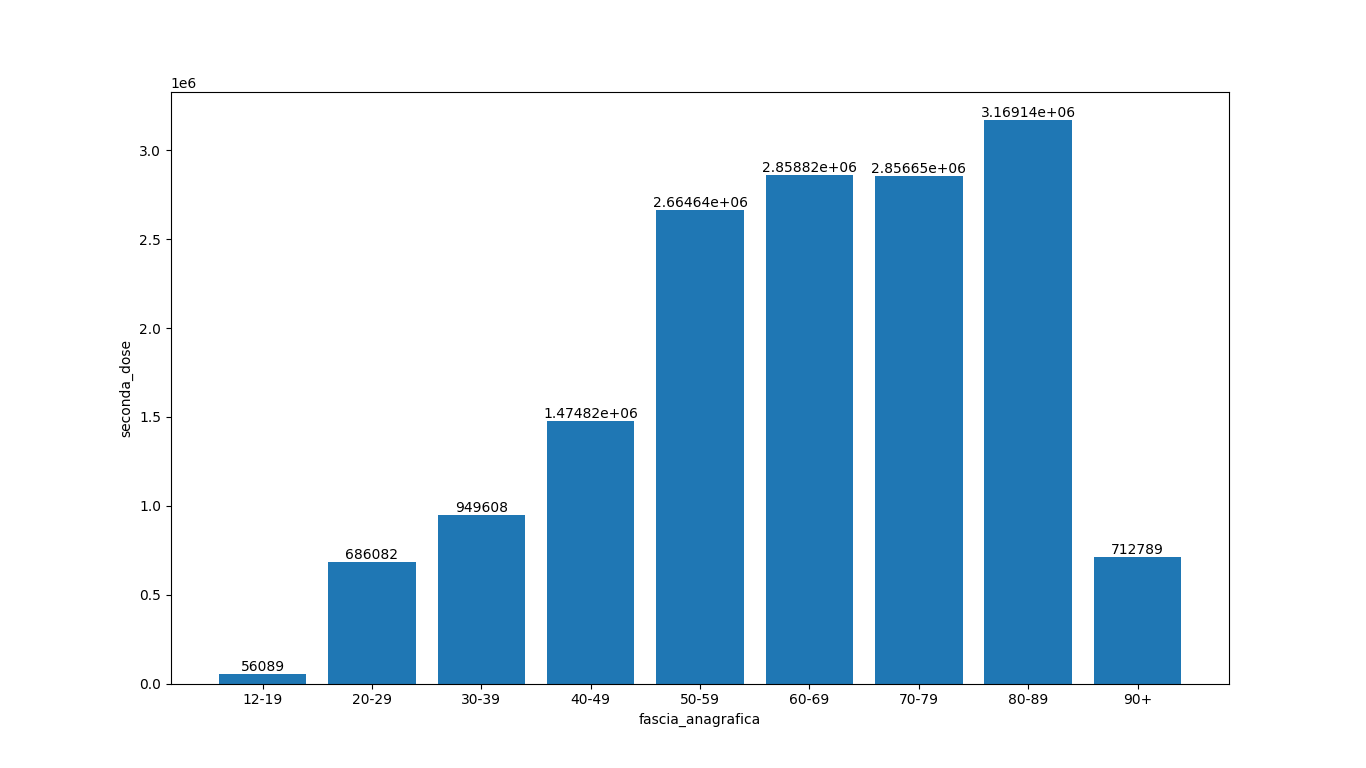 1e6
3.0
2.5
2.0
1.5
1.0
0.5
0.0
seconda_dose
56089
686082
949608
1.47482e+06
2.66464e+06
2.85882e+06
2.85665e+06
3.16914e+06
712789
12-19 20-29 30-39 40-49 50-59 60-69 70-79 80-89 90+
fascia_anagrafica